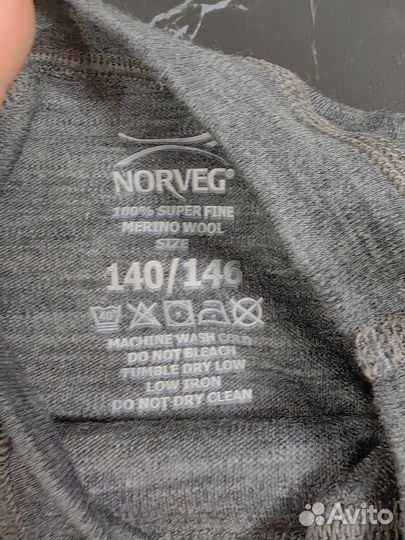 NORVEG®
100% SUPER FINE
MERINO WOOL
SIZE
140/146
40°
MACHINE WASH COLD
DO NOT BLEACH
TUMBLE DRY LOW
LOW IRON
DO NOT DRY CLEAN
Avito